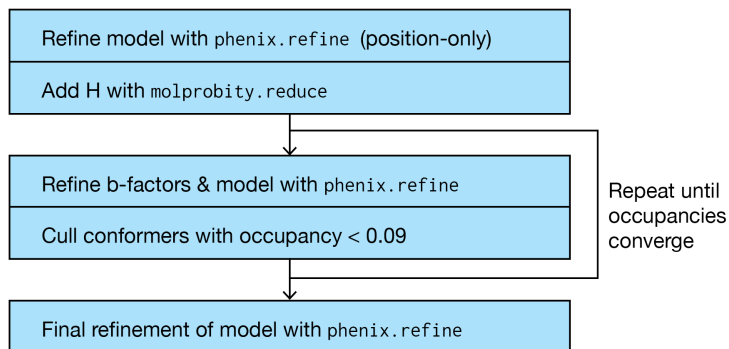 Refine model with phenix.refine (position-only)
Add H with molprobity.reduce
Refine b-factors & model with phenix.refine
Cull conformers with occupancy < 0.09
Repeat until
occupancies
converge
Final refinement of model with phenix.refine